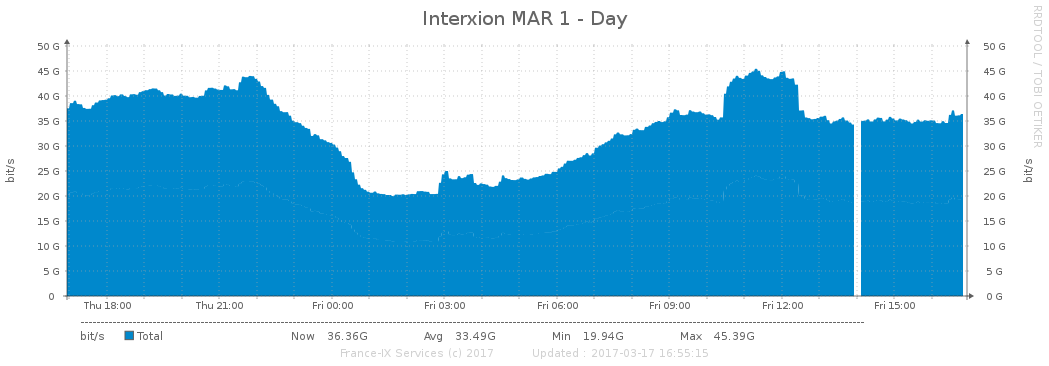 Interxion MAR 1 - Day
RRDTOOL / TOBI OETIKER
50 G 50 G
45 G 45 G
40 G 40 G
35 G 35 G
30 G 30 G
25 G 25 G
20 G 20 G
15 G 15 G
10 G 10 G
5 G 5 G
0 0 G
bit/s
bit/s
Thu 18:00 Thu 21:00 Fri 00:00 Fri 03:00 Fri 06:00 Fri 09:00 Fri 12:00 Fri 15:00
bit/s Total Now 36.36G Avg 33.49G Min 19.94G Max 45.39G
France-IX Services (c) 2017 Updated : 2017-03-17 16:55:15